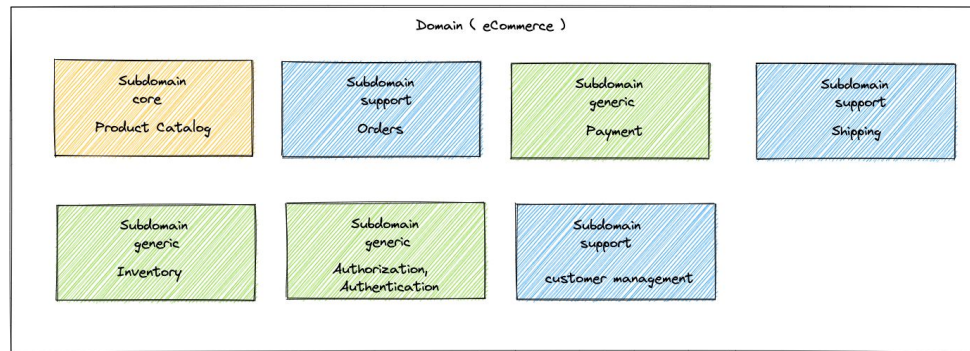 Domain ( eCommerce )
Subdomain
core
Product Catalog
Subdomain
support
Orders
Subdomain
generic
Payment
Subdomain
support
Shipping
Subdomain
generic
Inventory
Subdomain
generic
Authorization,
Authentication
Subdomain
support
customer management